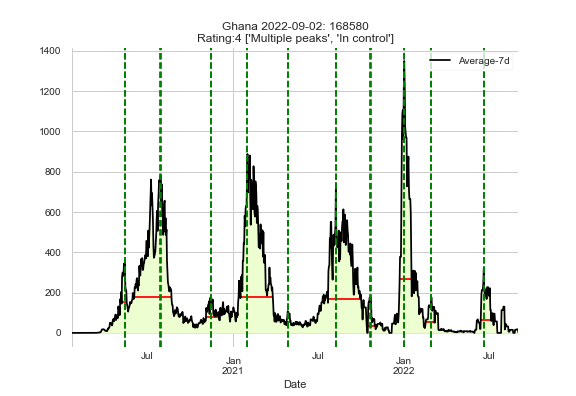 Ghana 2022-09-02: 168580
Rating:4 ['Multiple peaks', 'In control']
Average-7d
1400
1200
1000
800
600
400
200
0
Jul
Jan
2021
Jul
Jan
2022
Jul
Date